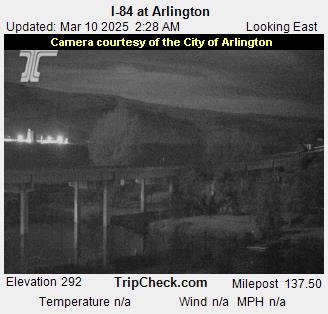 I-84 at Arlington
Updated: Mar 10 2025 2:28 AM Looking East
Camera courtesy of the City of Arlington
Elevation 292 TripCheck.com Milepost 137.50
Temperature n/a Wind n/a MPH n/a